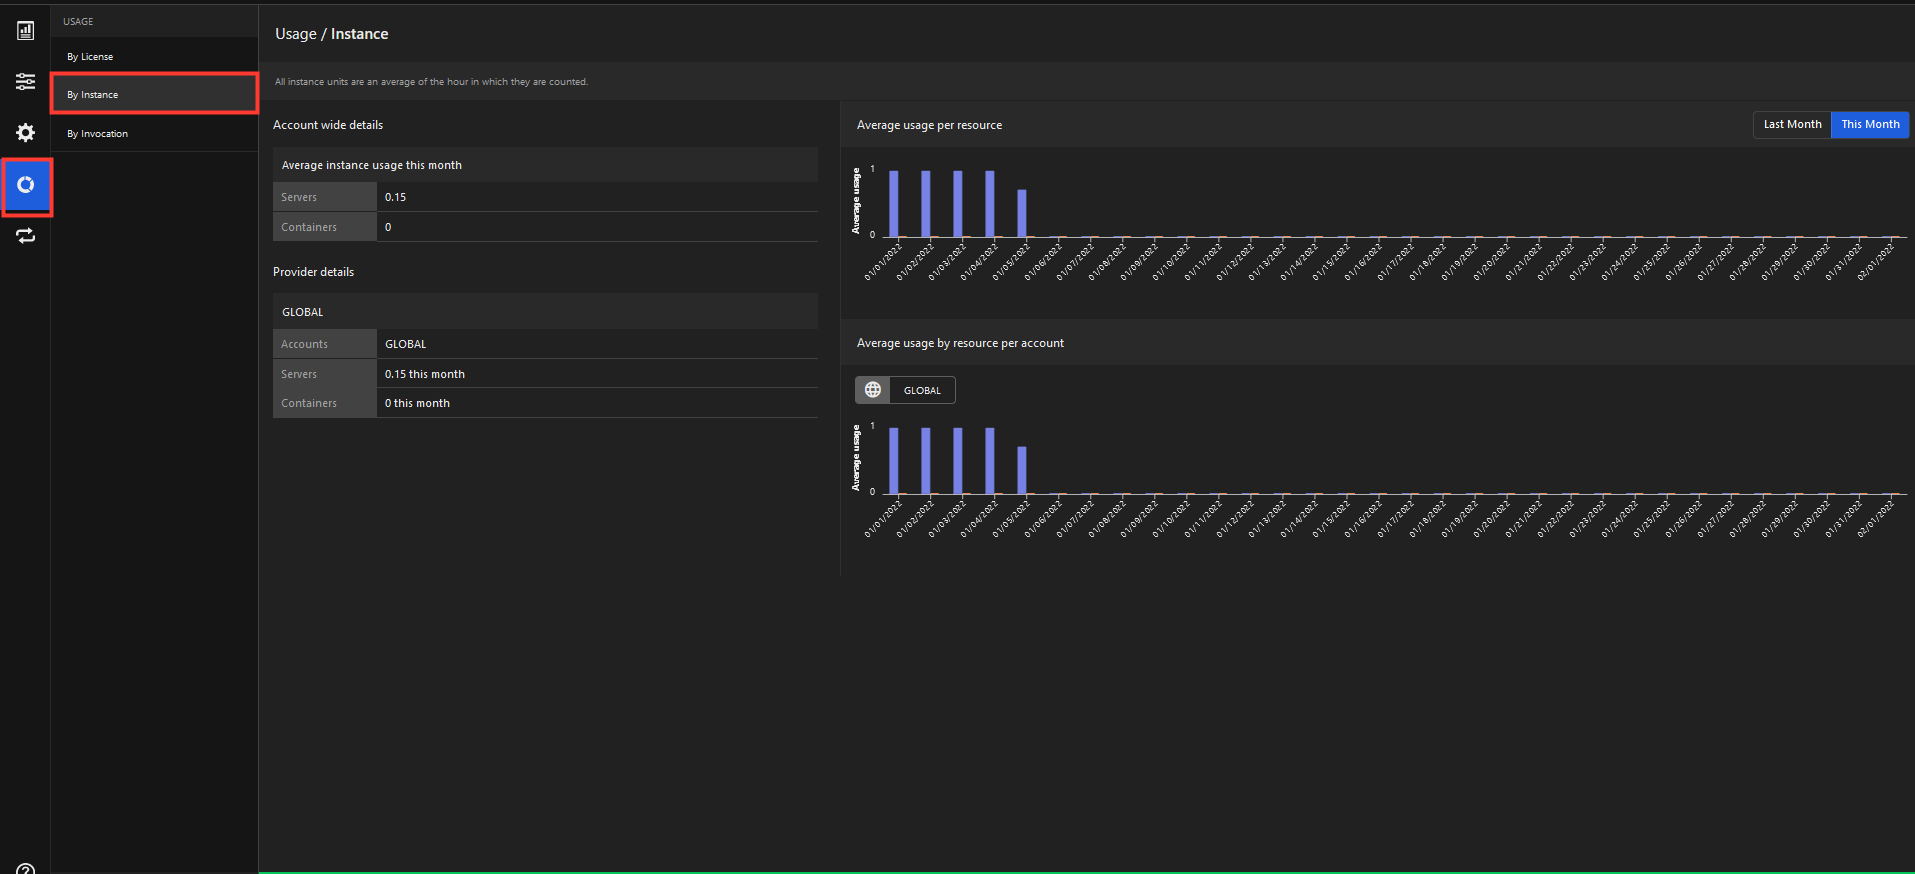 USAGE
By License
By Instance
By Invocation
Usage / Instance
All instance units are an average of the hour in which they are counted.
Account wide details
Average instance usage this month
Servers 0.15
Containers 0
Provider details
GLOBAL
Accounts GLOBAL
Servers 0.15 this month
Containers 0 this month
Average usage per resource
Last Month This Month
Average usage
1
0
01/01/2022 01/02/2022 01/03/2022 01/04/2022 01/05/2022 01/06/2022 01/07/2022 01/08/2022 01/09/2022 01/10/2022 01/11/2022 01/12/2022 01/13/2022 01/14/2022 01/15/2022 01/16/2022 01/17/2022 01/18/2022 01/19/2022 01/20/2022 01/21/2022 01/22/2022 01/23/2022 01/24/2022 01/25/2022 01/26/2022 01/27/2022 01/28/2022 01/29/2022 01/30/2022 01/31/2022 02/01/2022
Average usage by resource per account
GLOBAL
Average usage
1
0
01/01/2022 01/02/2022 01/03/2022 01/04/2022 01/05/2022 01/06/2022 01/07/2022 01/08/2022 01/09/2022 01/10/2022 01/11/2022 01/12/2022 01/13/2022 01/14/2022 01/15/2022 01/16/2022 01/17/2022 01/18/2022 01/19/2022 01/20/2022 01/21/2022 01/22/2022 01/23/2022 01/24/2022 01/25/2022 01/26/2022 01/27/2022 01/28/2022 01/29/2022 01/30/2022 01/31/2022 02/01/2022